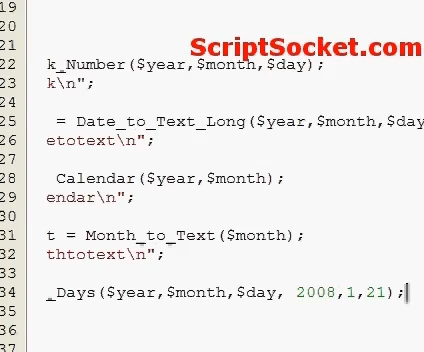 19
20
21
ScriptSocket.com
22 k_Number($year,$month,$day);
23 k\n";
24
25 = Date_to_Text_Long($year,$month,$day
26 etotext\n";
27
28 Calendar($year,$month);
29 endar\n";
30
31 t = Month_to_Text($month);
32 thtotext\n";
33
34 _Days($year,$month,$day, 2008,1,21);
35
36
37